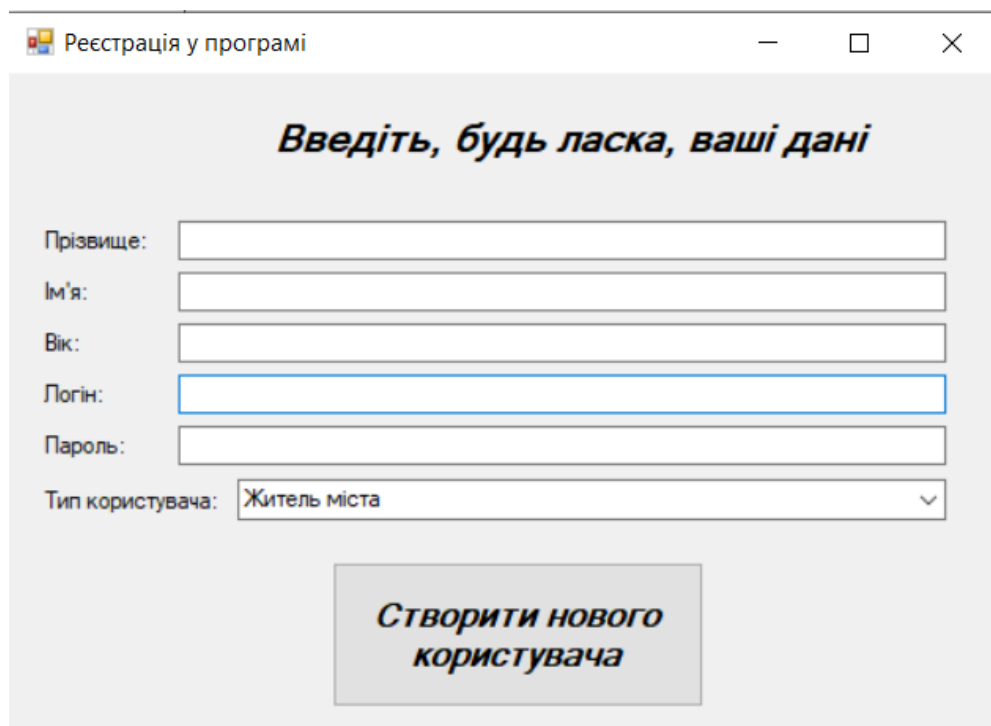 Реєстрація у програмі
Введіть, будь ласка, ваші дані
Прізвище:
Ім'я:
Вік:
Логін:
Пароль:
Тип користувача: Житель міста
Створити нового
користувача